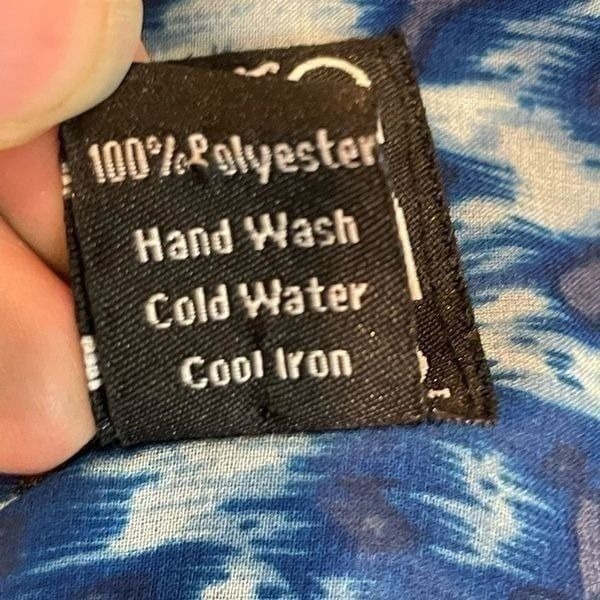 100% Polyester
Hand Wash
Cold Water
Cool Iron